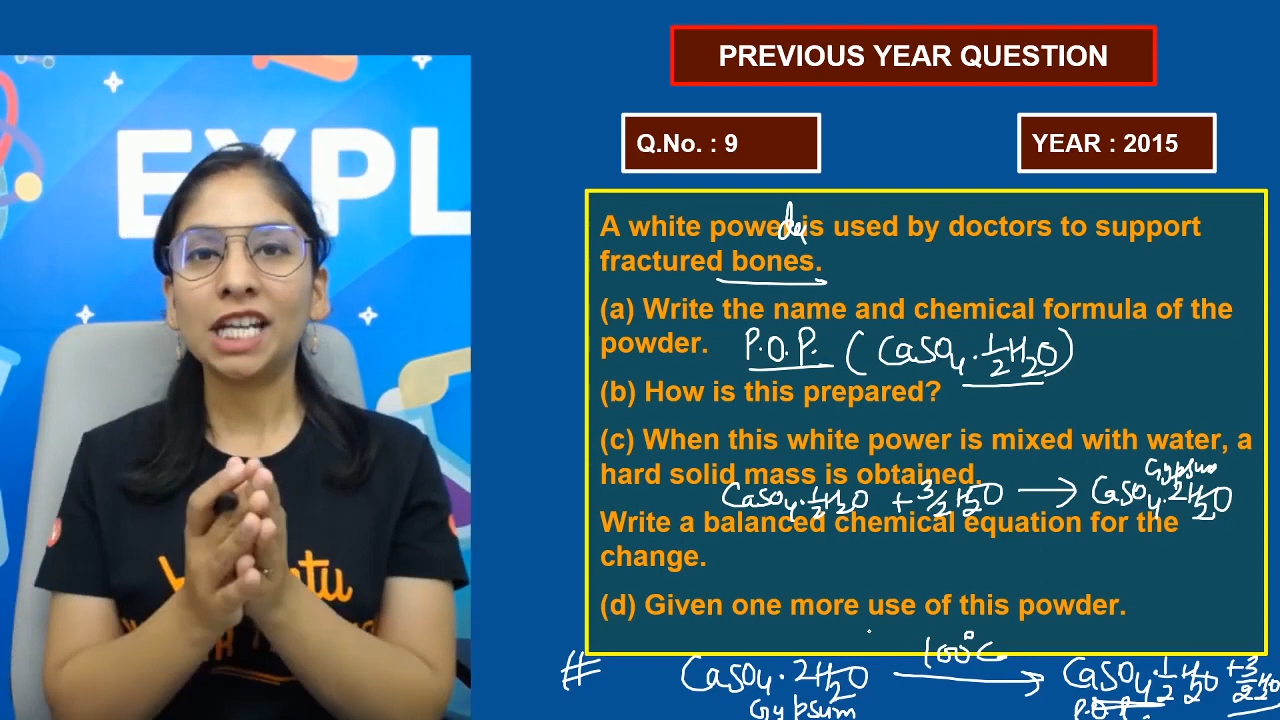 EXPL
PREVIOUS YEAR QUESTION
Q.No. : 9
YEAR : 2015
A white power is used by doctors to support
de
fractured bones.
(a) Write the name and chemical formula of the
powder. P.O.P. (CaSO₄.½H₂O)
(b) How is this prepared?
(c) When this white power is mixed with water, a
hard solid mass is obtained.
Gypsum
CaSO₄.½H₂O + 3/2H₂O → CaSO₄.2H₂O
Write a balanced chemical equation for the
change.
(d) Given one more use of this powder.
100°C
# CaSO₄.2H₂O → CaSO₄.½H₂O + 3/2H₂O
Gypsum P.O.P.